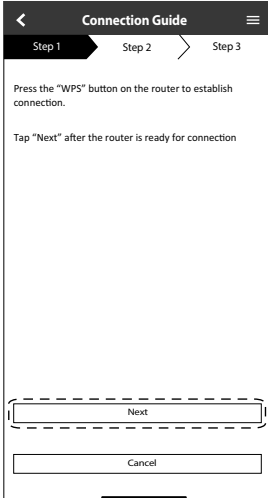 Connection Guide
Step 1
Step 2
Step 3
Press the “WPS” button on the router to establish
connection.
Tap “Next” after the router is ready for connection
Next
Cancel